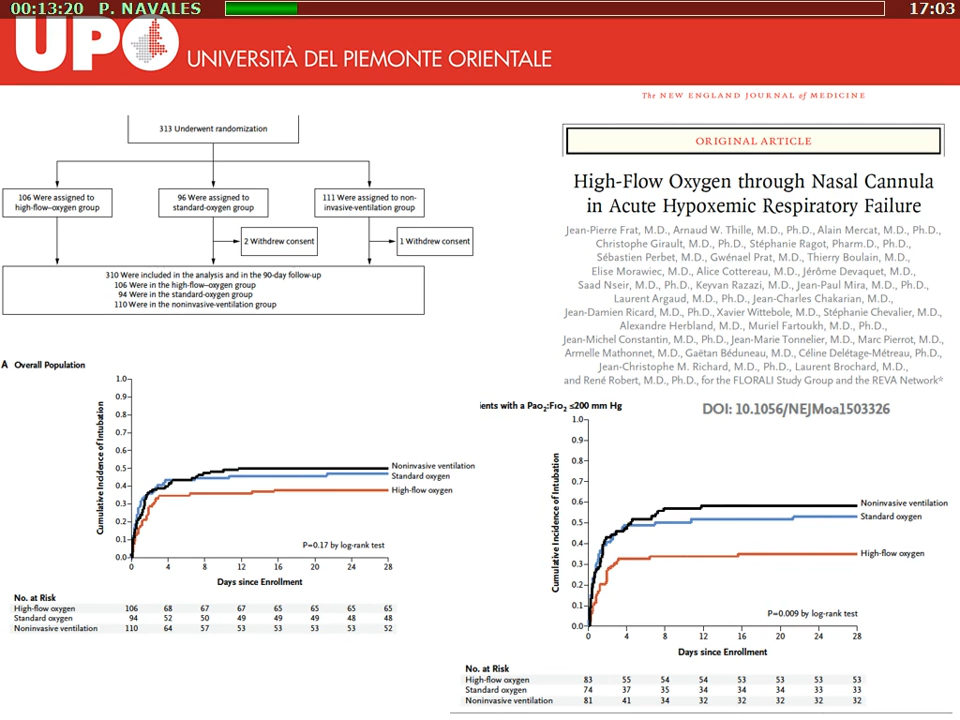 00:13:20 P. NAVALES
17:03
UPO
UNIVERSITÀ DEL PIEMONTE ORIENTALE
The NEW ENGLAND JOURNAL of MEDICINE
313 Underwent randomization
106 Were assigned to
high-flow–oxygen group
96 Were assigned to
standard-oxygen group
111 Were assigned to non-
invasive-ventilation group
2 Withdrew consent
1 Withdrew consent
310 Were included in the analysis and in the 90-day follow-up
106 Were in the high-flow–oxygen group
94 Were in the standard-oxygen group
110 Were in the noninvasive-ventilation group
ORIGINAL ARTICLE
High-Flow Oxygen through Nasal Cannula
in Acute Hypoxemic Respiratory Failure
Jean-Pierre Frat, M.D., Arnaud W. Thille, M.D., Ph.D., Alain Mercat, M.D., Ph.D.,
Christophe Girault, M.D., Ph.D., Stéphanie Ragot, Pharm.D., Ph.D.,
Sébastien Perbet, M.D., Gwénael Prat, M.D., Thierry Boulain, M.D.,
Elise Morawiec, M.D., Alice Cottereau, M.D., Jérôme Devaquet, M.D.,
Saad Nseir, M.D., Ph.D., Keyvan Razazi, M.D., Jean-Paul Mira, M.D., Ph.D.,
Laurent Argaud, M.D., Ph.D., Jean-Charles Chakarian, M.D.,
Jean-Damien Ricard, M.D., Ph.D., Xavier Wittebole, M.D., Stéphanie Chevalier, M.D.,
Alexandre Herbland, M.D., Muriel Fartoukh, M.D., Ph.D.,
Jean-Michel Constantin, M.D., Ph.D., Jean-Marie Tonnelier, M.D., Marc Pierrot, M.D.,
Armelle Mathonnet, M.D., Gaëtan Béduneau, M.D., Céline Delétage-Métreau, Ph.D.,
Jean-Christophe M. Richard, M.D., Ph.D., Laurent Brochard, M.D.,
and René Robert, M.D., Ph.D., for the FLORALI Study Group and the REVA Network*
DOI: 10.1056/NEJMoa1503326
A Overall Population
Cumulative Incidence of Intubation
1.0
0.9
0.8
0.7
0.6
0.5
0.4
0.3
0.2
0.1
0.0
Noninvasive ventilation
Standard oxygen
High-flow oxygen
P=0.17 by log-rank test
0 4 8 12 16 20 24 28
Days since Enrollment
No. at Risk
High-flow oxygen 106 68 67 67 65 65 65 65
Standard oxygen 94 52 50 49 49 49 48 48
Noninvasive ventilation 110 64 57 53 53 53 53 52
ients with a Pao2:Fio2 ≤200 mm Hg
Cumulative Incidence of Intubation
1.0
0.9
0.8
0.7
0.6
0.5
0.4
0.3
0.2
0.1
0.0
Noninvasive ventilation
Standard oxygen
High-flow oxygen
P=0.009 by log-rank test
0 4 8 12 16 20 24 28
Days since Enrollment
No. at Risk
High-flow oxygen 83 55 54 54 53 53 53 53
Standard oxygen 74 37 35 34 34 34 33 33
Noninvasive ventilation 81 41 34 32 32 32 32 32